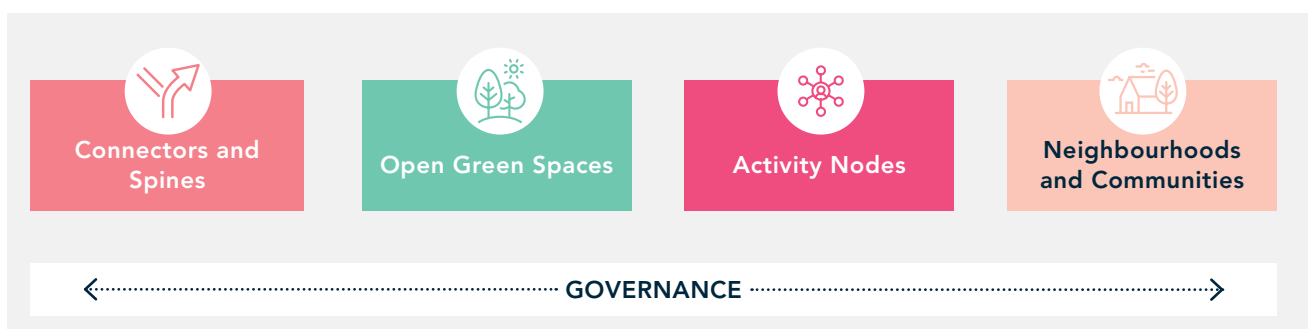 Connectors and
Spines
Open Green Spaces
Activity Nodes
Neighbourhoods
and Communities
GOVERNANCE